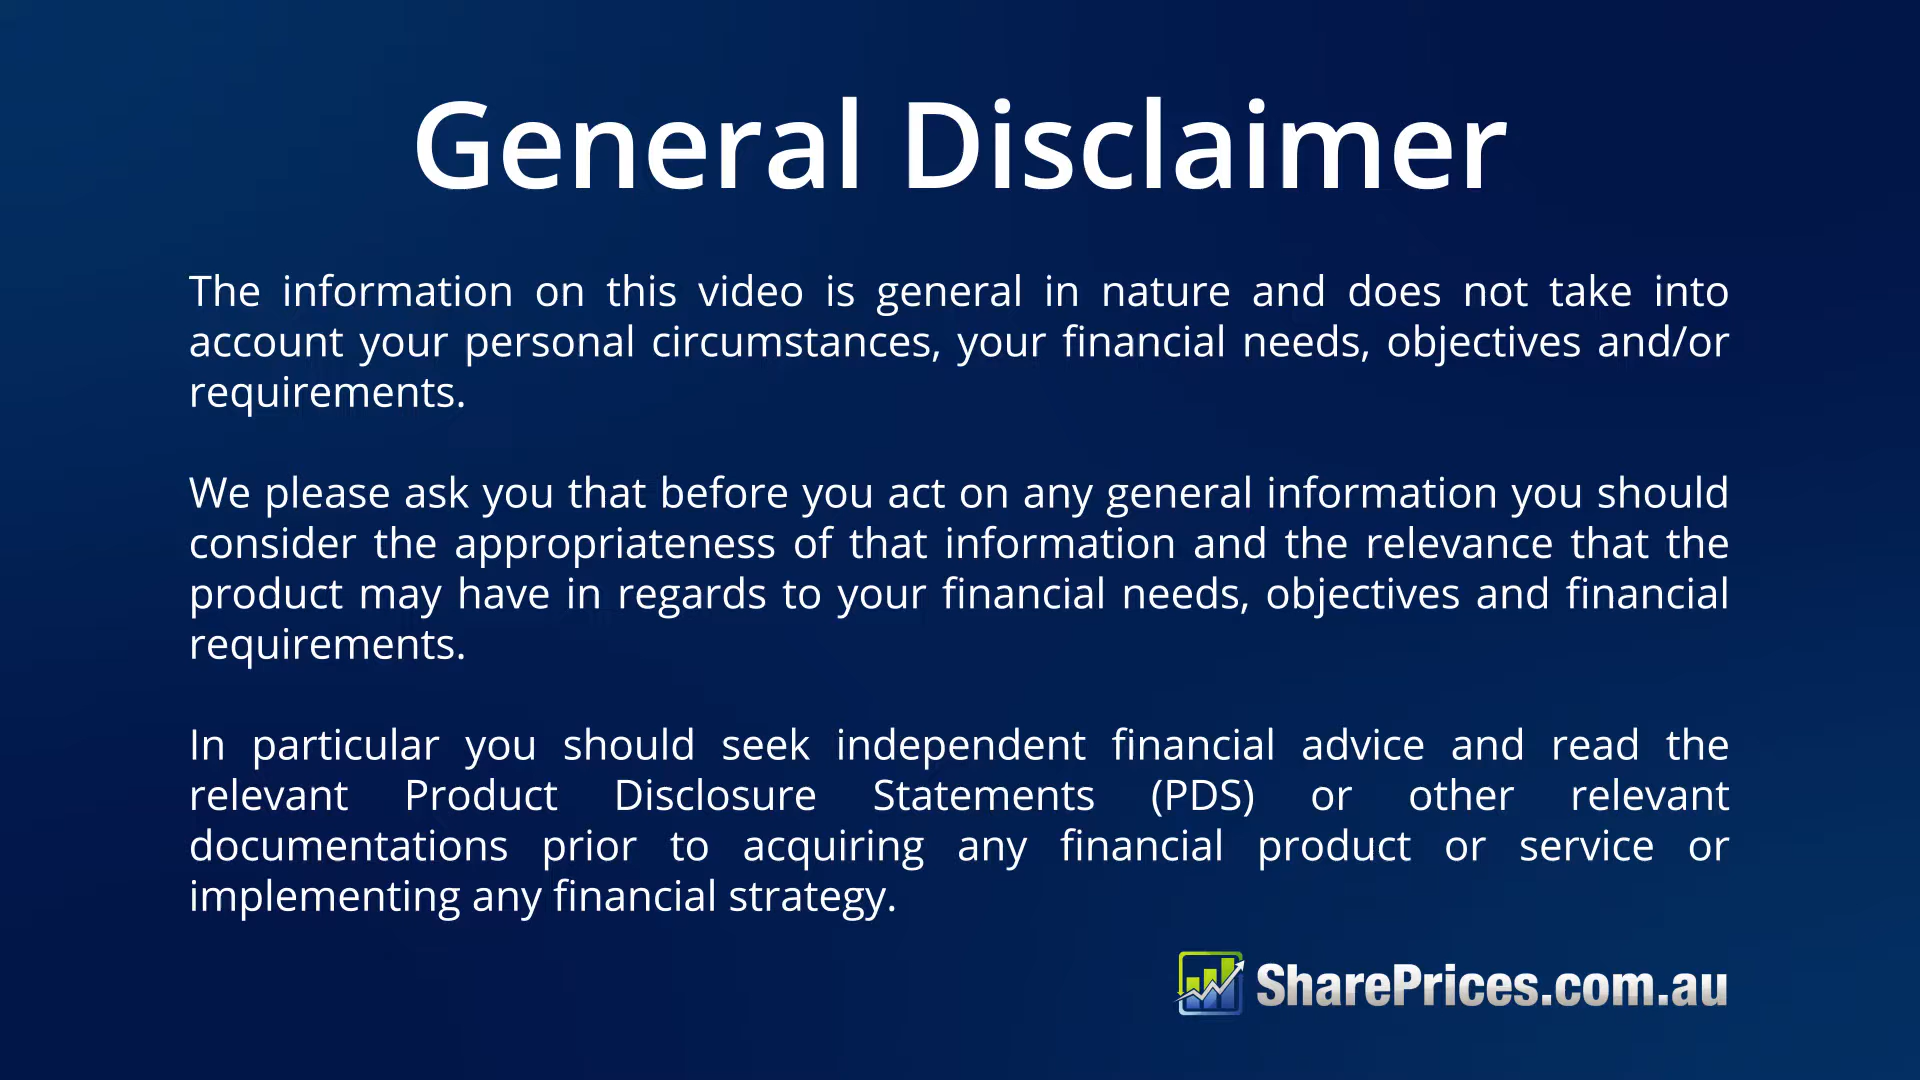 General Disclaimer
The information on this video is general in nature and does not take into
account your personal circumstances, your financial needs, objectives and/or
requirements.
We please ask you that before you act on any general information you should
consider the appropriateness of that information and the relevance that the
product may have in regards to your financial needs, objectives and financial
requirements.
In particular you should seek independent financial advice and read the
relevant Product Disclosure Statements (PDS) or other relevant
documentations prior to acquiring any financial product or service or
implementing any financial strategy.
SharePrices.com.au